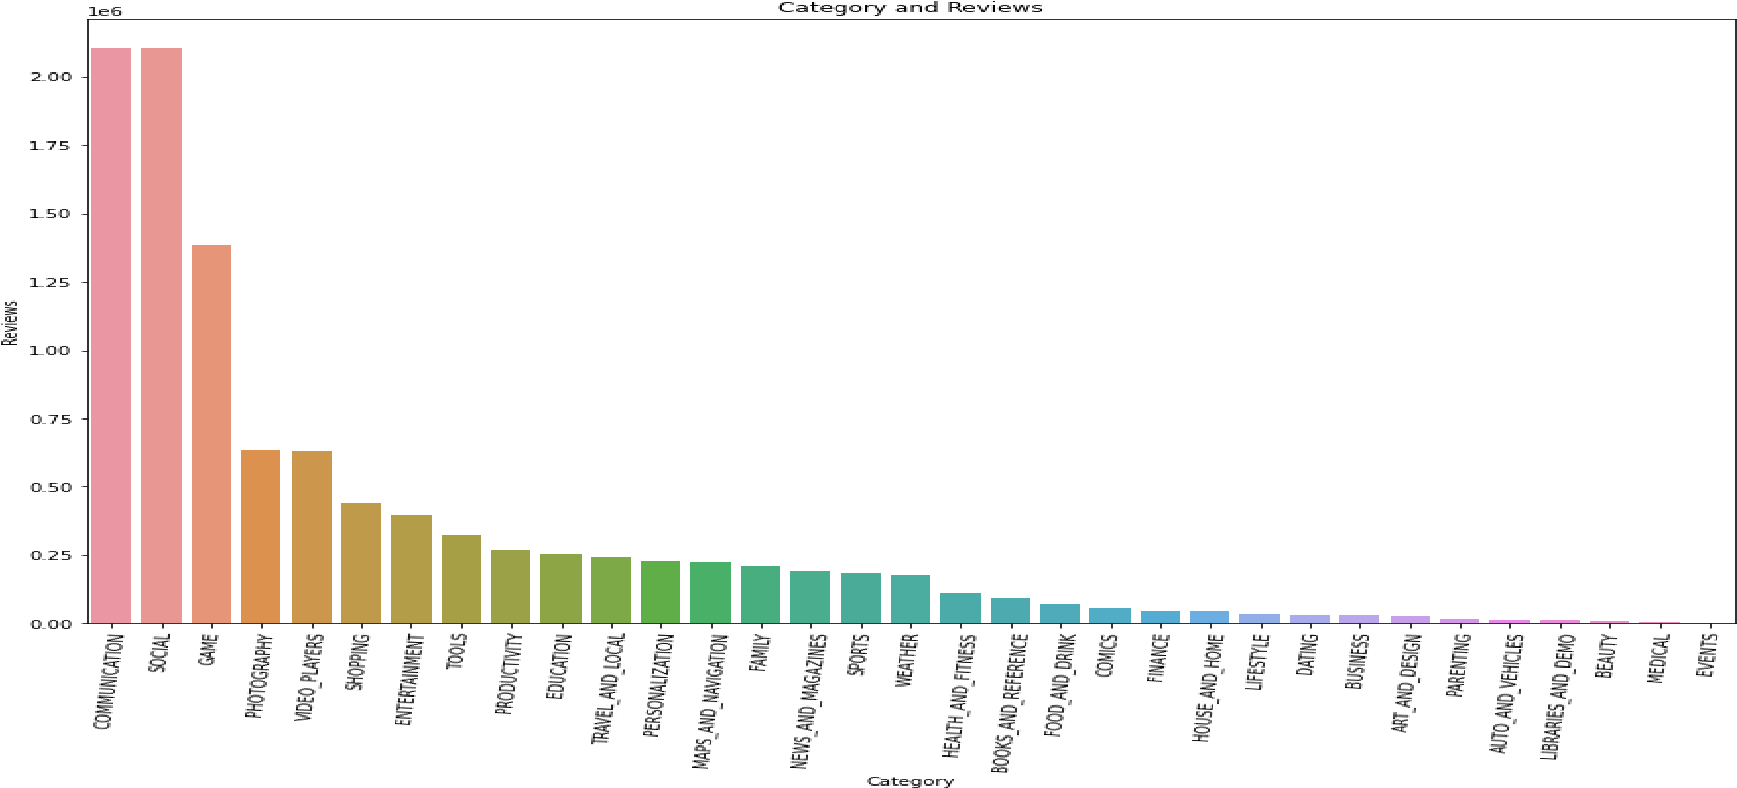 Category and Reviews
1e6
2.00
1.75
1.50
1.25
1.00
0.75
0.50
0.25
0.00
Reviews
COMMUNICATION
SOCIAL
GAME
PHOTOGRAPHY
VIDEO_PLAYERS
SHOPPING
ENTERTAINMENT
TOOLS
PRODUCTIVITY
EDUCATION
TRAVEL_AND_LOCAL
PERSONALIZATION
MAPS_AND_NAVIGATION
FAMILY
NEWS_AND_MAGAZINES
SPORTS
WEATHER
HEALTH_AND_FITNESS
BOOKS_AND_REFERENCE
FOOD_AND_DRINK
COMICS
FINANCE
HOUSE_AND_HOME
LIFESTYLE
DATING
BUSINESS
ART_AND_DESIGN
PARENTING
AUTO_AND_VEHICLES
LIBRARIES_AND_DEMO
BEAUTY
MEDICAL
EVENTS
Category